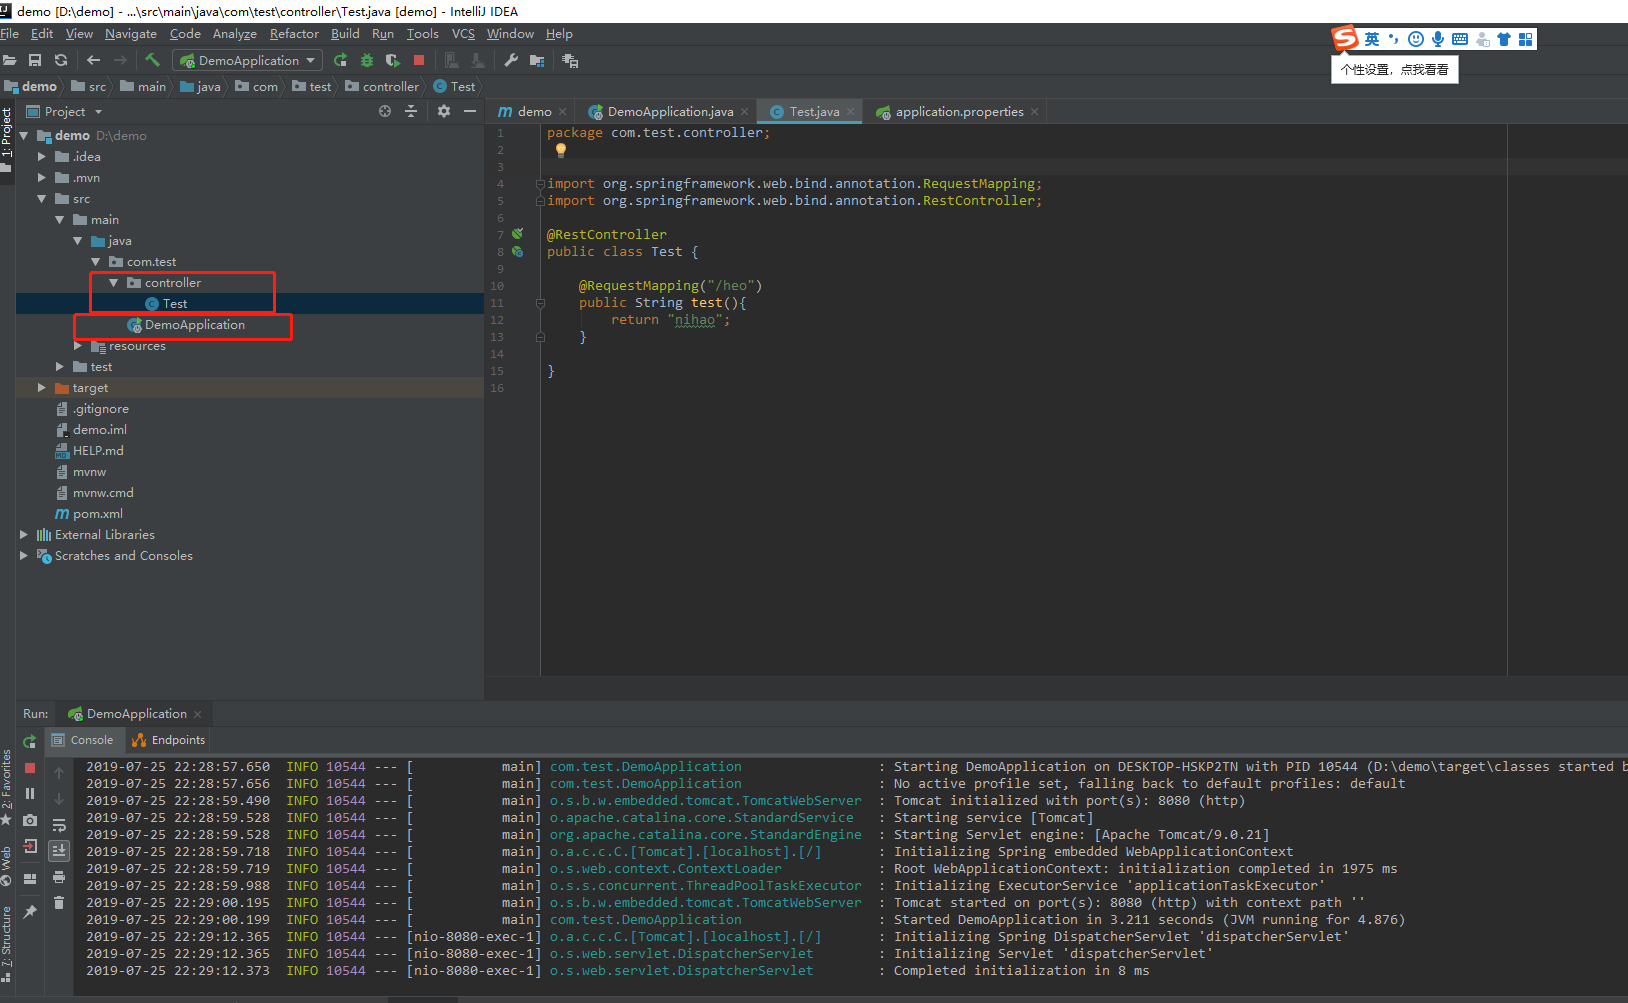 demo [D:\demo] - ...\src\main\java\com\test\controller\Test.java [demo] - IntelliJ IDEA
File Edit View Navigate Code Analyze Refactor Build Run Tools VCS Window Help
英
个性设置，点我看看
DemoApplication
demo src main java com test controller Test
Project
demo DemoApplication.java Test.java application.properties
1: Project
demo D:\demo
.idea
.mvn
src
main
java
com.test
controller
Test
DemoApplication
resources
test
target
.gitignore
demo.iml
HELP.md
mvnw
mvnw.cmd
pom.xml
External Libraries
Scratches and Consoles
1 package com.test.controller;
2
3
4 import org.springframework.web.bind.annotation.RequestMapping;
5 import org.springframework.web.bind.annotation.RestController;
6
7 @RestController
8 public class Test {
9
10 @RequestMapping("/heo")
11 public String test(){
12 return "nihao";
13 }
14
15 }
16
Run: DemoApplication
Console Endpoints
2: Favorites
Web
7: Structure
2019-07-25 22:28:57.650 INFO 10544 --- [ main] com.test.DemoApplication : Starting DemoApplication on DESKTOP-HSKP2TN with PID 10544 (D:\demo\target\classes started b
2019-07-25 22:28:57.656 INFO 10544 --- [ main] com.test.DemoApplication : No active profile set, falling back to default profiles: default
2019-07-25 22:28:59.490 INFO 10544 --- [ main] o.s.b.w.embedded.tomcat.TomcatWebServer : Tomcat initialized with port(s): 8080 (http)
2019-07-25 22:28:59.528 INFO 10544 --- [ main] o.apache.catalina.core.StandardService : Starting service [Tomcat]
2019-07-25 22:28:59.528 INFO 10544 --- [ main] org.apache.catalina.core.StandardEngine : Starting Servlet engine: [Apache Tomcat/9.0.21]
2019-07-25 22:28:59.718 INFO 10544 --- [ main] o.a.c.c.C.[Tomcat].[localhost].[/] : Initializing Spring embedded WebApplicationContext
2019-07-25 22:28:59.719 INFO 10544 --- [ main] o.s.web.context.ContextLoader : Root WebApplicationContext: initialization completed in 1975 ms
2019-07-25 22:28:59.988 INFO 10544 --- [ main] o.s.s.concurrent.ThreadPoolTaskExecutor : Initializing ExecutorService 'applicationTaskExecutor'
2019-07-25 22:29:00.195 INFO 10544 --- [ main] o.s.b.w.embedded.tomcat.TomcatWebServer : Tomcat started on port(s): 8080 (http) with context path ''
2019-07-25 22:29:00.199 INFO 10544 --- [ main] com.test.DemoApplication : Started DemoApplication in 3.211 seconds (JVM running for 4.876)
2019-07-25 22:29:12.365 INFO 10544 --- [nio-8080-exec-1] o.a.c.c.C.[Tomcat].[localhost].[/] : Initializing Spring DispatcherServlet 'dispatcherServlet'
2019-07-25 22:29:12.365 INFO 10544 --- [nio-8080-exec-1] o.s.web.servlet.DispatcherServlet : Initializing Servlet 'dispatcherServlet'
2019-07-25 22:29:12.373 INFO 10544 --- [nio-8080-exec-1] o.s.web.servlet.DispatcherServlet : Completed initialization in 8 ms